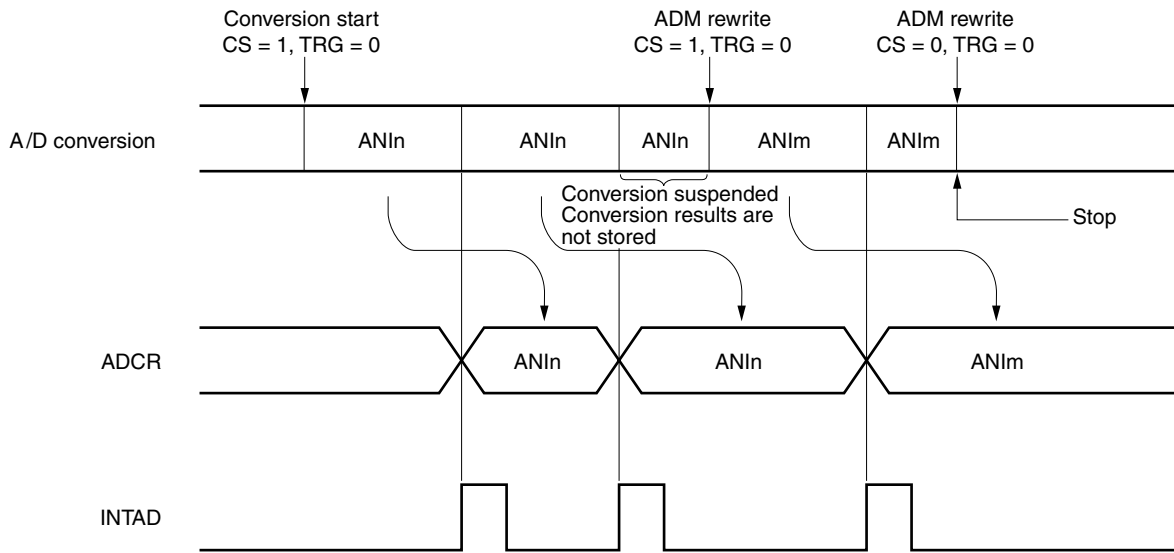 Conversion start
CS = 1, TRG = 0
ADM rewrite
CS = 1, TRG = 0
ADM rewrite
CS = 0, TRG = 0
A/D conversion
ANIn
ANIn
ANIn
ANIm
ANIm
Conversion suspended
Conversion results are
not stored
Stop
ADCR
ANIn
ANIn
ANIm
INTAD